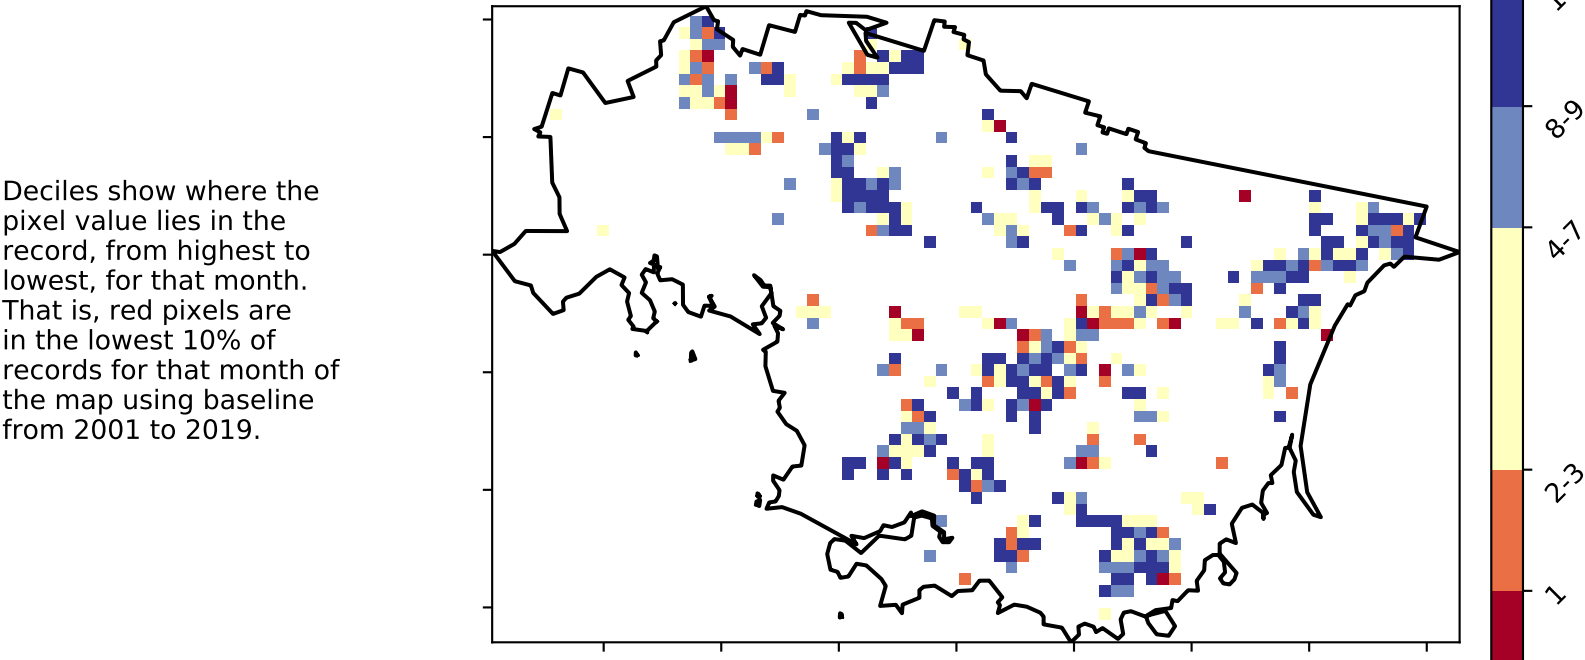 Deciles show where the
pixel value lies in the
record, from highest to
lowest, for that month.
That is, red pixels are
in the lowest 10% of
records for that month of
the map using baseline
from 2001 to 2019.
8-9
4-7
2-3
1